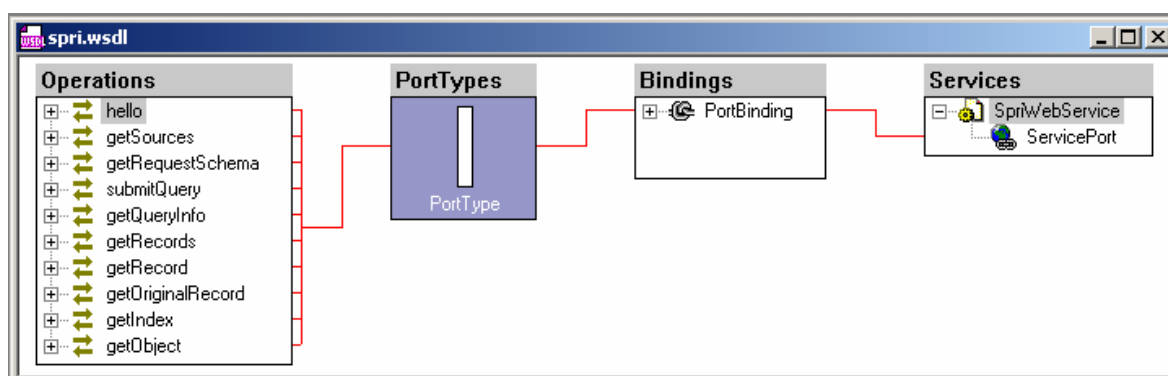 spri.wsdl
Operations
hello
getSources
getRequestSchema
submitQuery
getQueryInfo
getRecords
getRecord
getOriginalRecord
getIndex
getObject
PortTypes
PortType
Bindings
PortBinding
Services
SpriWebService
ServicePort